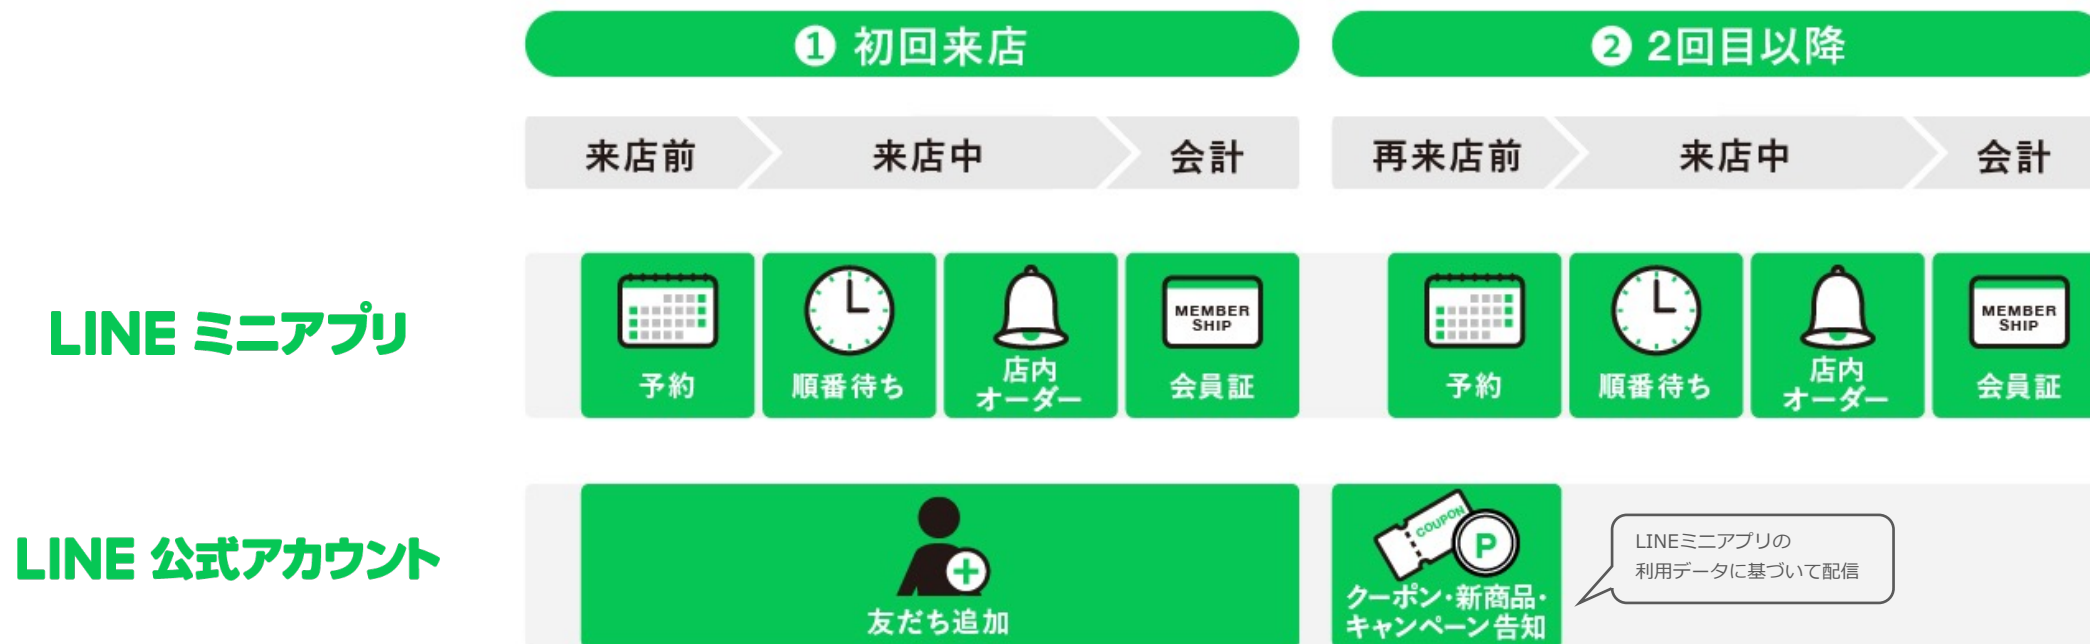 ❶ 初回来店
❷ 2回目以降
来店前
来店中
会計
再来店前
来店中
会計
LINE ミニアプリ
予約
順番待ち
店内
オーダー
MEMBER
SHIP
会員証
予約
順番待ち
店内
オーダー
MEMBER
SHIP
会員証
LINE 公式アカウント
友だち追加
COUPON
P
クーポン・新商品・
キャンペーン告知
LINEミニアプリの
利用データに基づいて配信